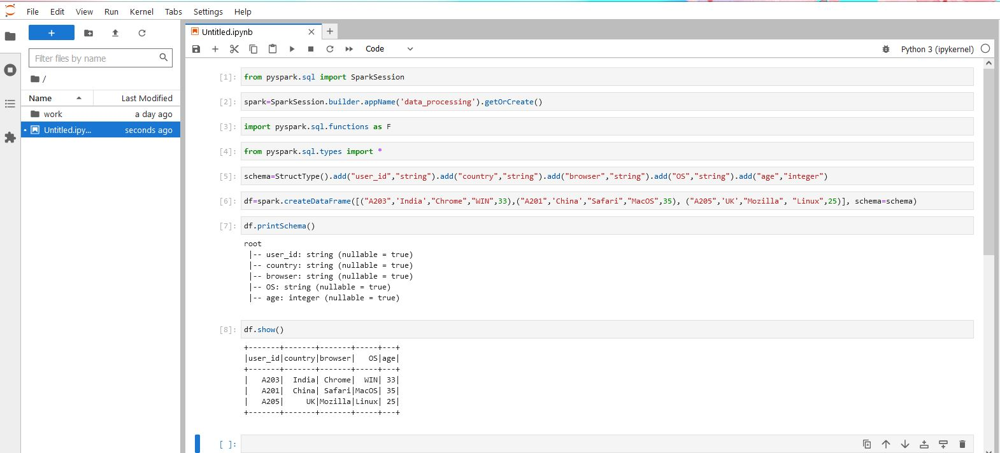 File Edit View Run Kernel Tabs Settings Help
Filter files by name
/
Name Last Modified
work a day ago
Untitled.ipy... seconds ago
Untitled.ipynb
Code
Python 3 (ipykernel)
[1]: from pyspark.sql import SparkSession
[2]: spark=SparkSession.builder.appName('data_processing').getOrCreate()
[3]: import pyspark.sql.functions as F
[4]: from pyspark.sql.types import *
[5]: schema=StructType().add("user_id","string").add("country","string").add("browser","string").add("OS","string").add("age","integer")
[6]: df=spark.createDataFrame([("A203",'India',"Chrome","WIN",33),("A201",'China',"Safari","MacOS",35), ("A205",'UK',"Mozilla", "Linux",25)], schema=schema)
[7]: df.printSchema()
root
 |-- user_id: string (nullable = true)
 |-- country: string (nullable = true)
 |-- browser: string (nullable = true)
 |-- OS: string (nullable = true)
 |-- age: integer (nullable = true)
[8]: df.show()
+-------+-------+-------+-----+---+
|user_id|country|browser|   OS|age|
+-------+-------+-------+-----+---+
|   A203|  India| Chrome|  WIN| 33|
|   A201|  China| Safari|MacOS| 35|
|   A205|     UK|Mozilla|Linux| 25|
+-------+-------+-------+-----+---+
[ ]: